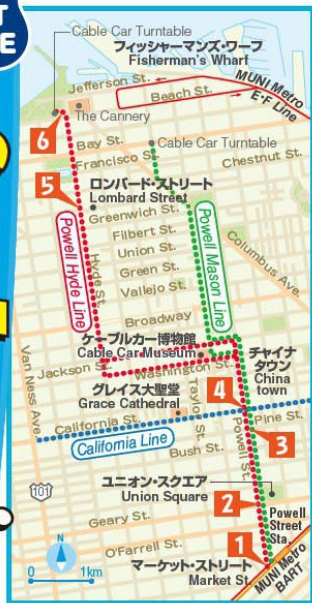 Cable Car Turntable
フィッシャーマンズ・ワーフ
Fisherman's Wharf
Jefferson St.
MUNI Metro
Beach St.
E・F Line
The Cannery
6
Bay St.
Cable Car Turntable
Francisco St.
Chestnut St.
5
ロンバード・ストリート
Lombard Street
Greenwich St.
Powell Hyde Line
Filbert St.
Powell Mason Line
Union St.
Green St.
Columbus Ave.
Hyde St.
Vallejo St.
Broadway
ケーブルカー博物館
Cable Car Museum
チャイナ
タウン
China
town
Van Ness Ave.
Jackson St.
Washington St.
グレイス大聖堂
Grace Cathedral
Taylor St.
4
California St.
Pine St.
California Line
Powell St.
3
Bush St.
101
ユニオン・スクエア
Union Square
2
Geary St.
Powell
Street
Sta.
N
O'Farrell St.
1
マーケット・ストリート
Market St.
0 1km
MUNI Metro
BART